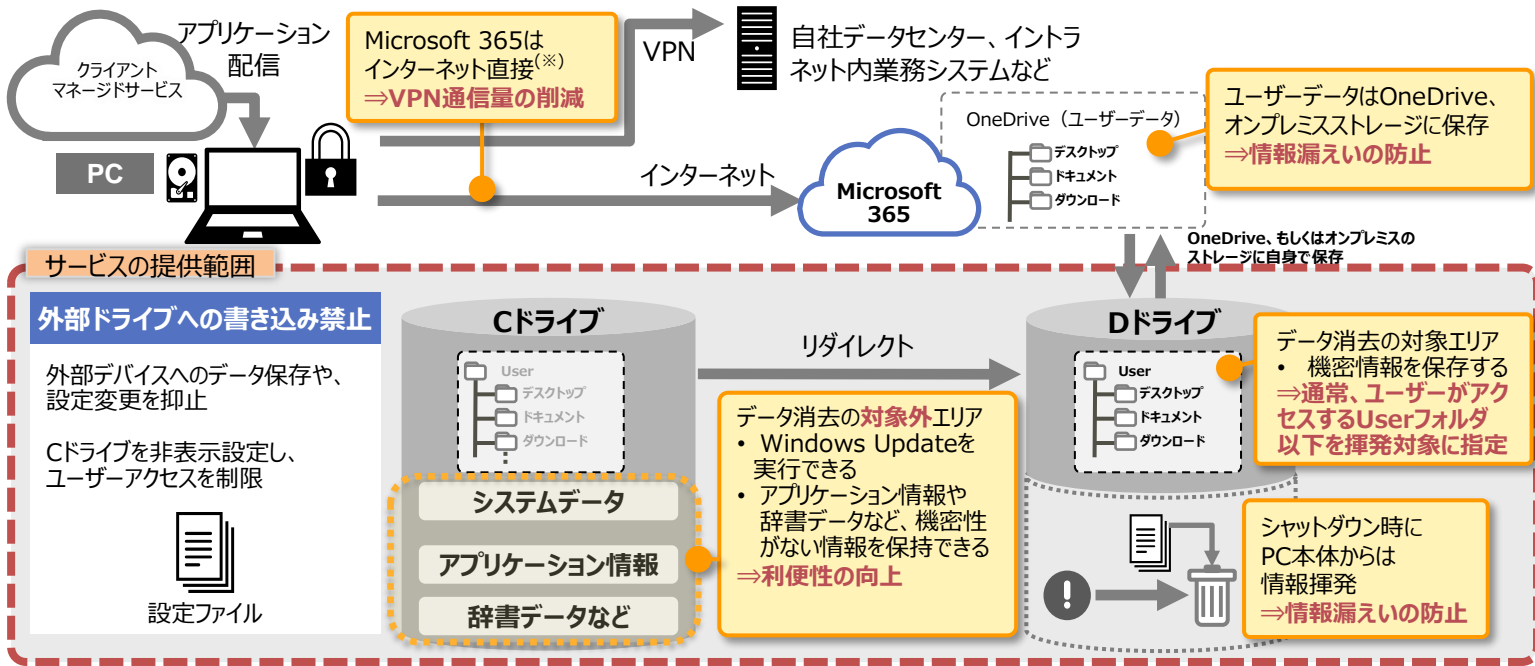 クライアント
マネージドサービス
アプリケーション
配信
PC
Microsoft 365は
インターネット直接(※)
⇒VPN通信量の削減
VPN
自社データセンター、イントラ
ネット内業務システムなど
インターネット
Microsoft
365
OneDrive（ユーザーデータ）
デスクトップ
ドキュメント
ダウンロード
ユーザーデータはOneDrive、
オンプレミスストレージに保存
⇒情報漏えいの防止
OneDrive、もしくはオンプレミスの
ストレージに自身で保存
サービスの提供範囲
外部ドライブへの書き込み禁止
外部デバイスへのデータ保存や、
設定変更を抑止
Cドライブを非表示設定し、
ユーザーアクセスを制限
設定ファイル
Cドライブ
User
デスクトップ
ドキュメント
ダウンロード
システムデータ
アプリケーション情報
辞書データなど
リダイレクト
データ消去の対象外エリア
• Windows Updateを
実行できる
• アプリケーション情報や
辞書データなど、機密性
がない情報を保持できる
⇒利便性の向上
Dドライブ
User
デスクトップ
ドキュメント
ダウンロード
データ消去の対象エリア
• 機密情報を保存する
⇒通常、ユーザーがアク
セスするUserフォルダ
以下を揮発対象に指定
シャットダウン時に
PC本体からは
情報揮発
⇒情報漏えいの防止